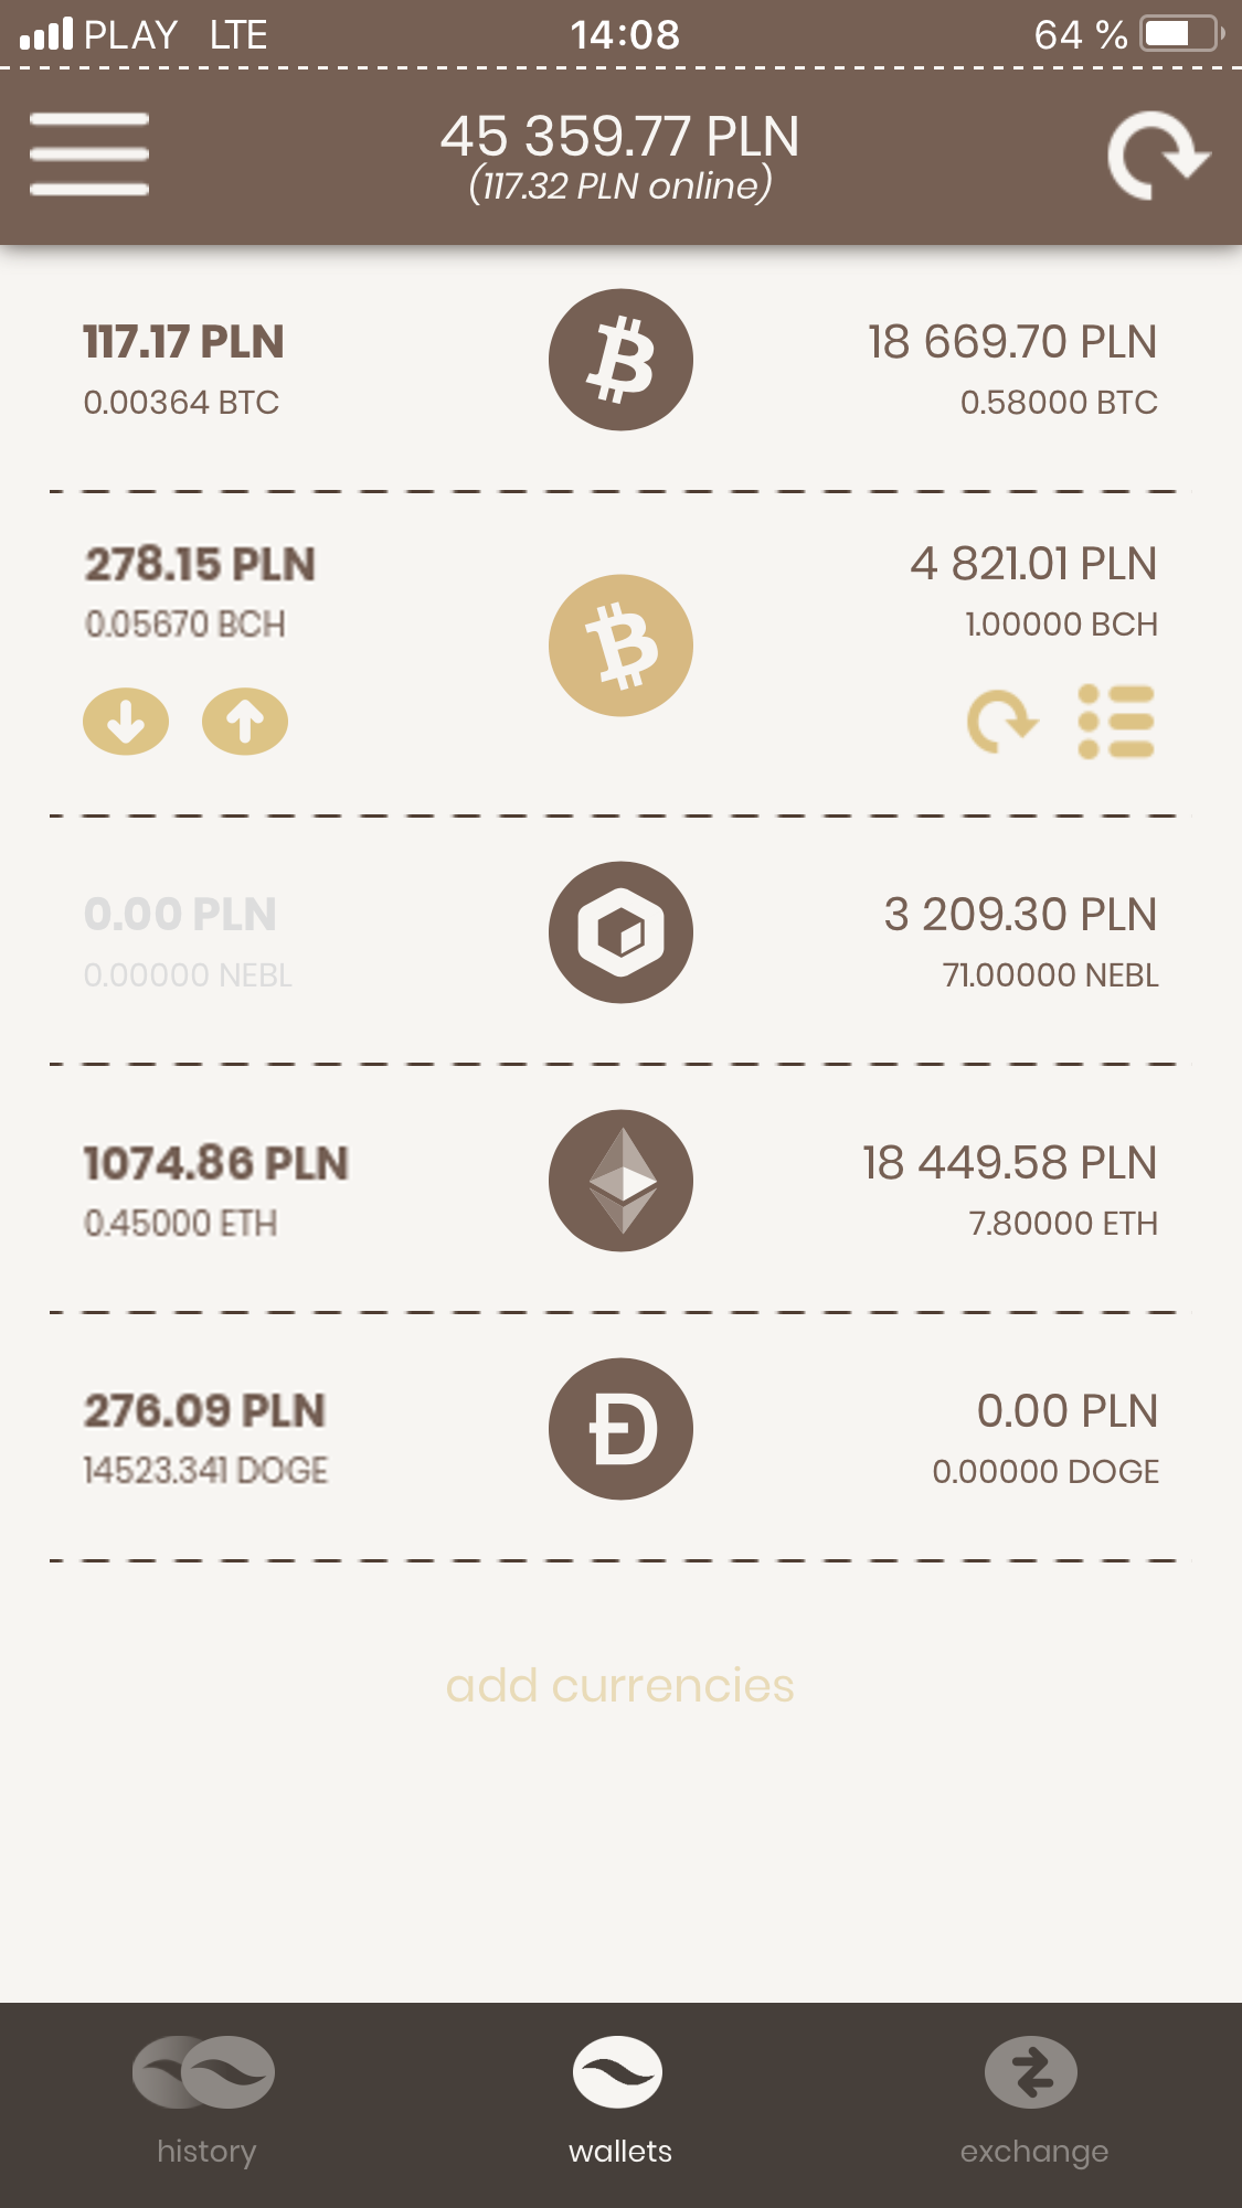 PLAY LTE 14:08 64 %
45 359.77 PLN
(117.32 PLN online)
117.17 PLN 18 669.70 PLN
0.00364 BTC 0.58000 BTC
278.15 PLN 4 821.01 PLN
0.05670 BCH 1.00000 BCH
0.00 PLN 3 209.30 PLN
0.00000 NEBL 71.00000 NEBL
1074.86 PLN 18 449.58 PLN
0.45000 ETH 7.80000 ETH
276.09 PLN 0.00 PLN
14523.341 DOGE 0.00000 DOGE
add currencies
history wallets exchange